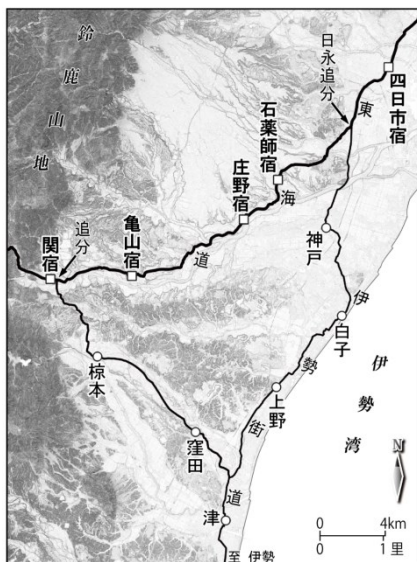 鈴鹿山地
日永追分
四日市宿
東海道
石薬師宿
庄野宿
亀山宿
追分
関宿
神戸
白子
伊勢湾
伊勢街道
上野
椋本
窪田
津
至 伊勢
N
0 4km
0 1里